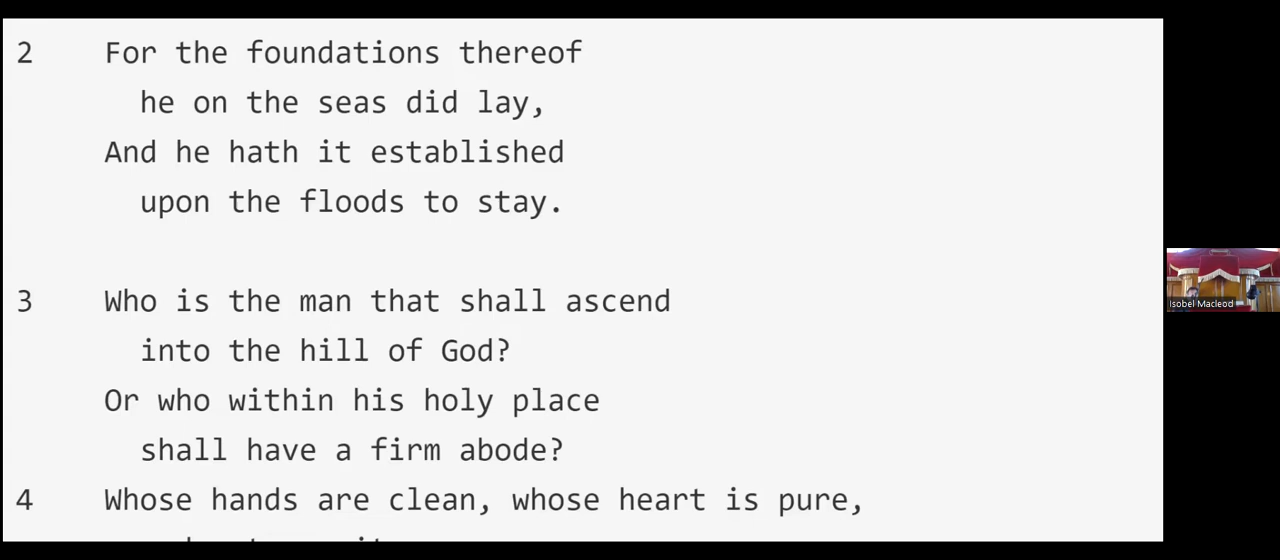 2 For the foundations thereof
he on the seas did lay,
And he hath it established
upon the floods to stay.
3 Who is the man that shall ascend
into the hill of God?
Or who within his holy place
shall have a firm abode?
4 Whose hands are clean, whose heart is pure,
Isobel Macleod